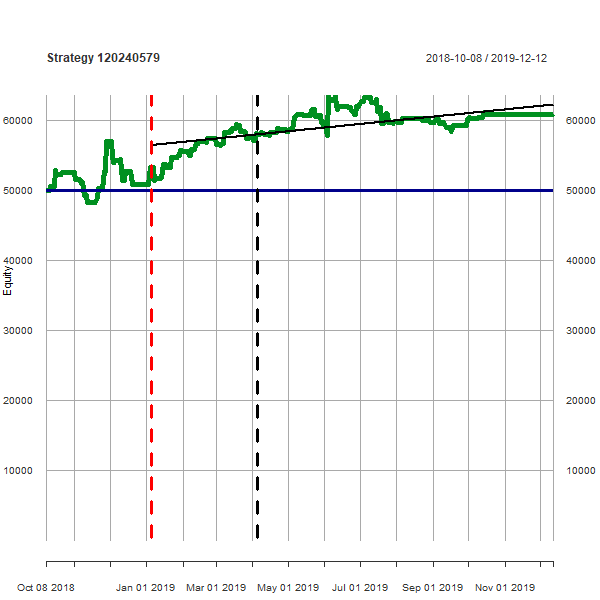 Strategy 120240579 2018-10-08 / 2019-12-12
60000 60000
50000 50000
40000 40000
Equity
30000 30000
20000 20000
10000 10000
Oct 08 2018 Jan 01 2019 Mar 01 2019 May 01 2019 Jul 01 2019 Sep 01 2019 Nov 01 2019